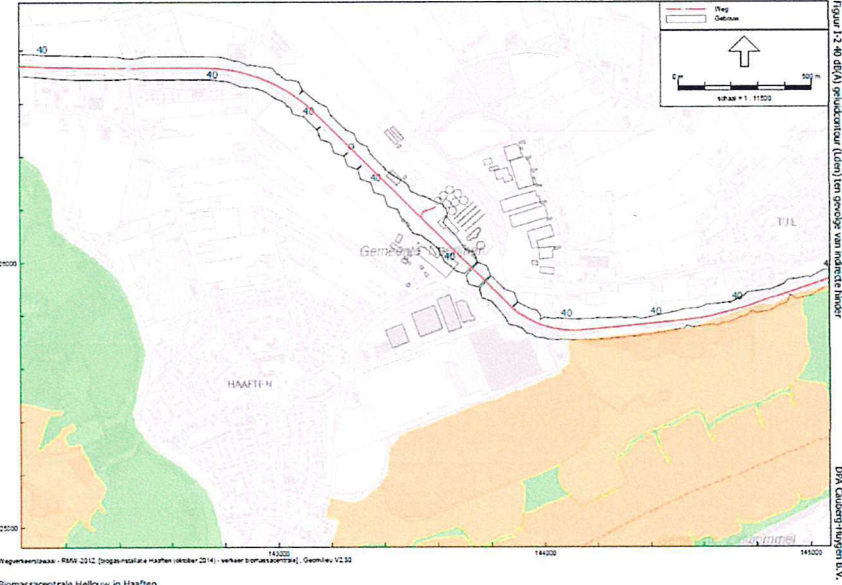 Figuur I-2 40 dB(A) geluidcontour (Lden) ten gevolge van indirecte hinder
DPA Cauberg-Huygen B.V.
Weg
Gebouw
0 m
500 m
schaal = 1 : 11500
40
40
40
40
40
40
40
40
TUIL
Gemeente
HAAFTEN
25000
143000
144000
145000
Wegverkeerslawaai - RMW-2012, [biogasinstallatie Haaften (oktober 2014) - verkeer biomassacentrale] , Geomilieu V2.30
Biomassacentrale Hellouw in Haaften